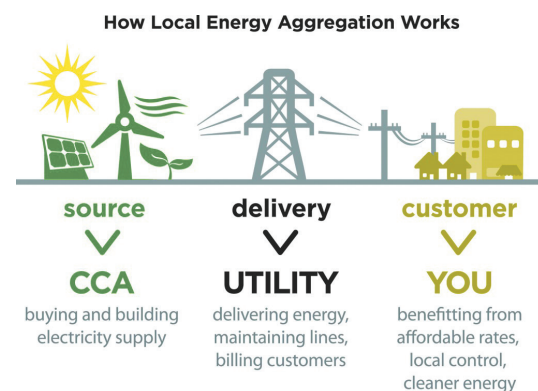 How Local Energy Aggregation Works
source
CCA
buying and building
electricity supply
delivery
UTILITY
delivering energy,
maintaining lines,
billing customers
customer
YOU
benefitting from
affordable rates,
local control,
cleaner energy